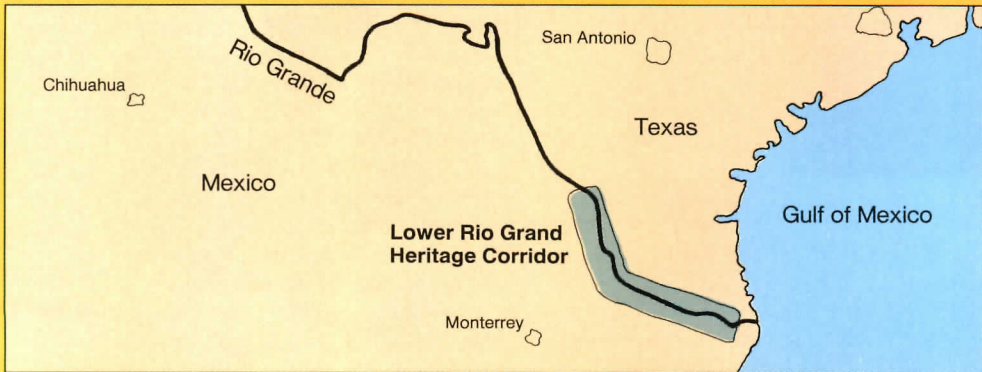 San Antonio
Rio Grande
Chihuahua
Texas
Mexico
Gulf of Mexico
Lower Rio Grand
Heritage Corridor
Monterrey